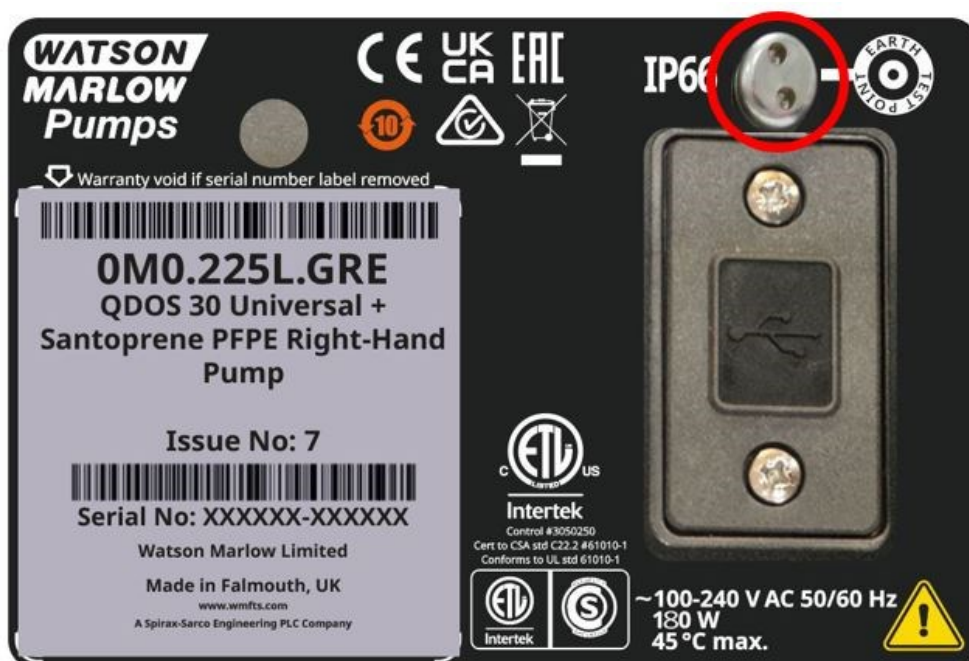 WATSON
MARLOW
Pumps
CE
UK
CA
EAC
IP66
EARTH TEST POINT
10
Warranty void if serial number label removed
0M0.225L.GRE
QDOS 30 Universal +
Santoprene PFPE Right-Hand
Pump
Issue No: 7
Serial No: XXXXXX-XXXXXX
Watson Marlow Limited
Made in Falmouth, UK
www.wmfts.com
A Spirax-Sarco Engineering PLC Company
C ETL US
LISTED
Intertek
Control #3050250
Cert to CSA std C22.2 #61010-1
Conforms to UL std 61010-1
ETL
Intertek
S
~100-240 V AC 50/60 Hz
180 W
45°C max.